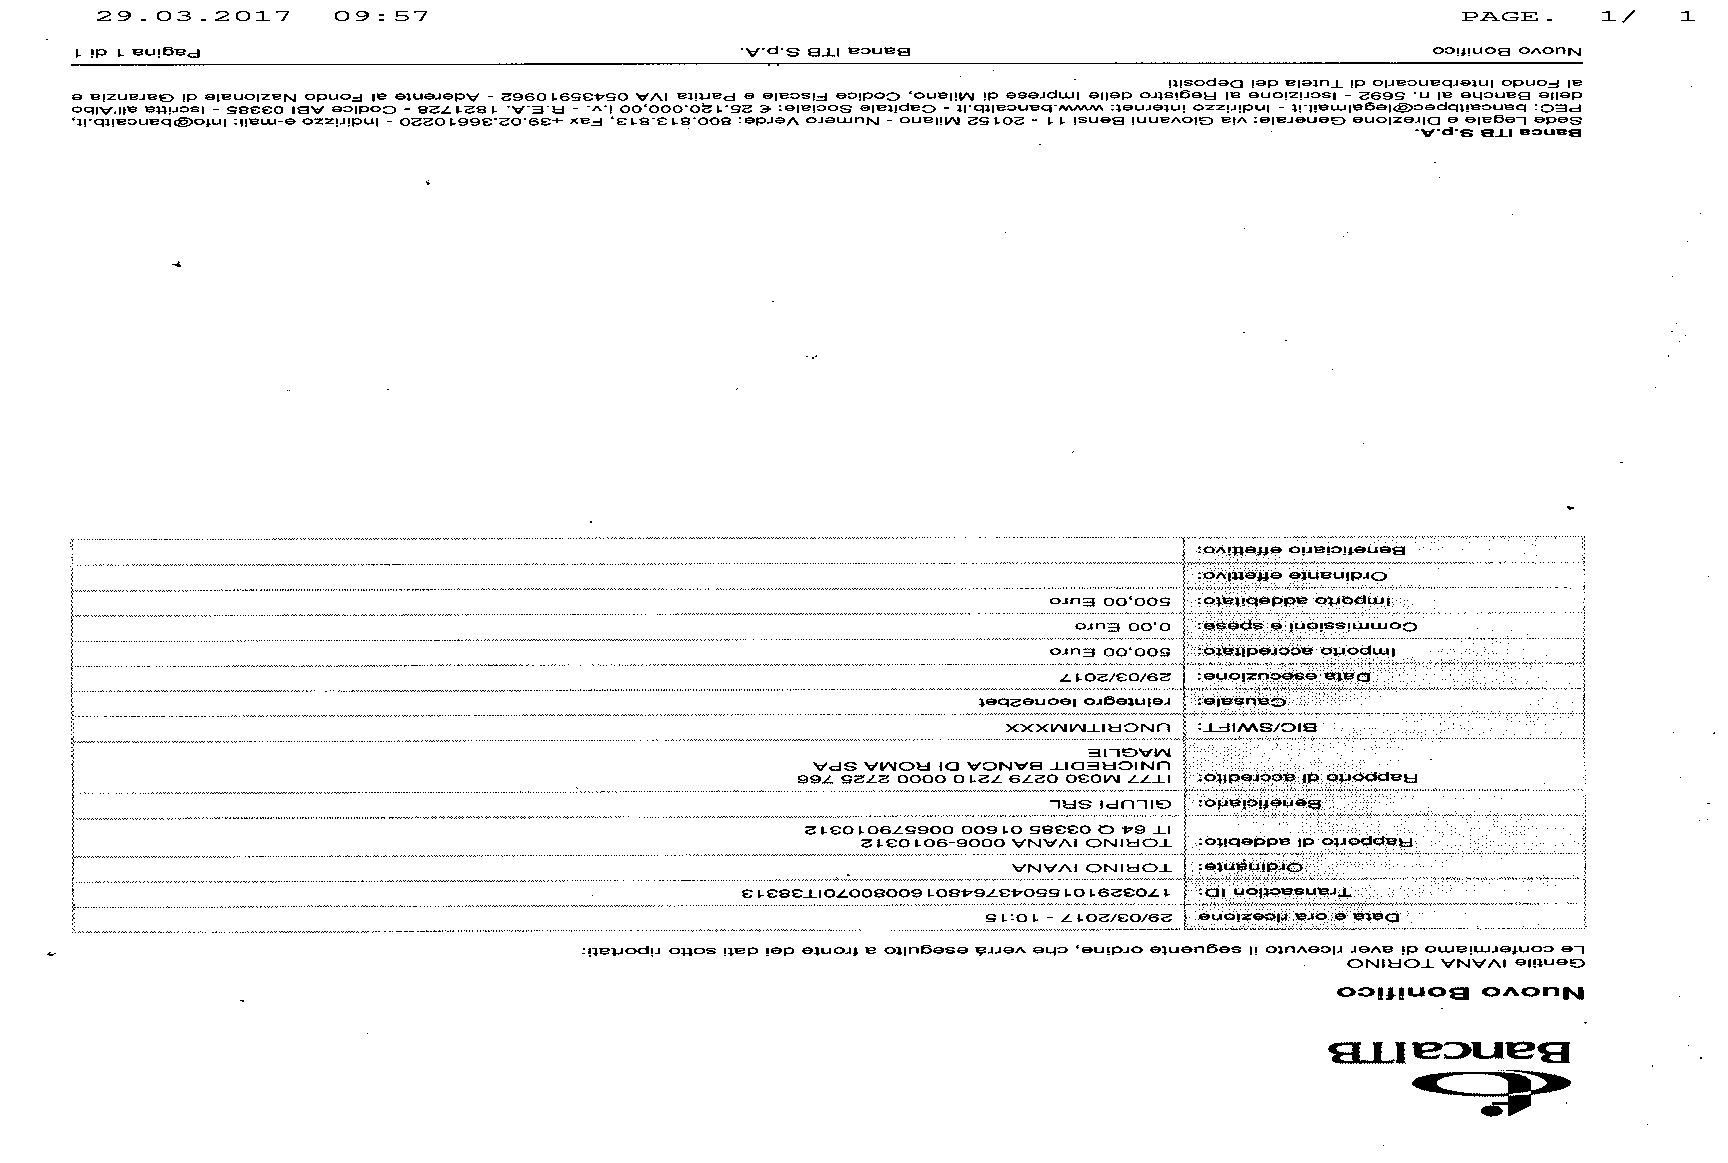 29.03.2017 09:57 PAGE. 1/ 1
BancaITB
Nuovo Bonifico
Gentile IVANA TORINO
Le confermiamo di aver ricevuto il seguente ordine, che verrà eseguito a fronte dei dati sotto riportati:
Data e ora ricezione 29/03/2017 - 10:15
Transaction ID: 1703291015504376480160080070IT38313
Ordinante: TORINO IVANA
Rapporto di addebito: TORINO IVANA 0006-9010312
IT 64 Q 03385 01600 006579010312
Beneficiario: GILUPI SRL
Rapporto di accredito: IT77 M030 0279 7210 0000 2725 766
UNICREDIT BANCA DI ROMA SPA
MAGLIE
BIC/SWIFT: UNCRITMMXXX
Causale: reintegro leone2bet
Data esecuzione: 29/03/2017
Importo accreditato: 500,00 Euro
Commissioni e spese: 0,00 Euro
Importo addebitato: 500,00 Euro
Ordinante effettivo:
Beneficiario effettivo:
Banca ITB S.p.A.
Sede Legale e Direzione Generale: via Giovanni Bensi 11 - 20152 Milano - Numero Verde: 800.813.813, Fax +39.02.36610220 - Indirizzo e-mail: info@bancaitb.it,
PEC: bancaitbpec@legalmail.it - Indirizzo internet: www.bancaitb.it - Capitale Sociale: € 25.120.000,00 i.v. - R.E.A. 1821728 - Codice ABI 03385 - Iscritta all'Albo
delle Banche al n. 5692 - Iscrizione al Registro delle Imprese di Milano, Codice Fiscale e Partita IVA 05435910962 - Aderente al Fondo Nazionale di Garanzia e
al Fondo Interbancario di Tutela dei Depositi
Nuovo Bonifico Banca ITB S.p.A. Pagina 1 di 1